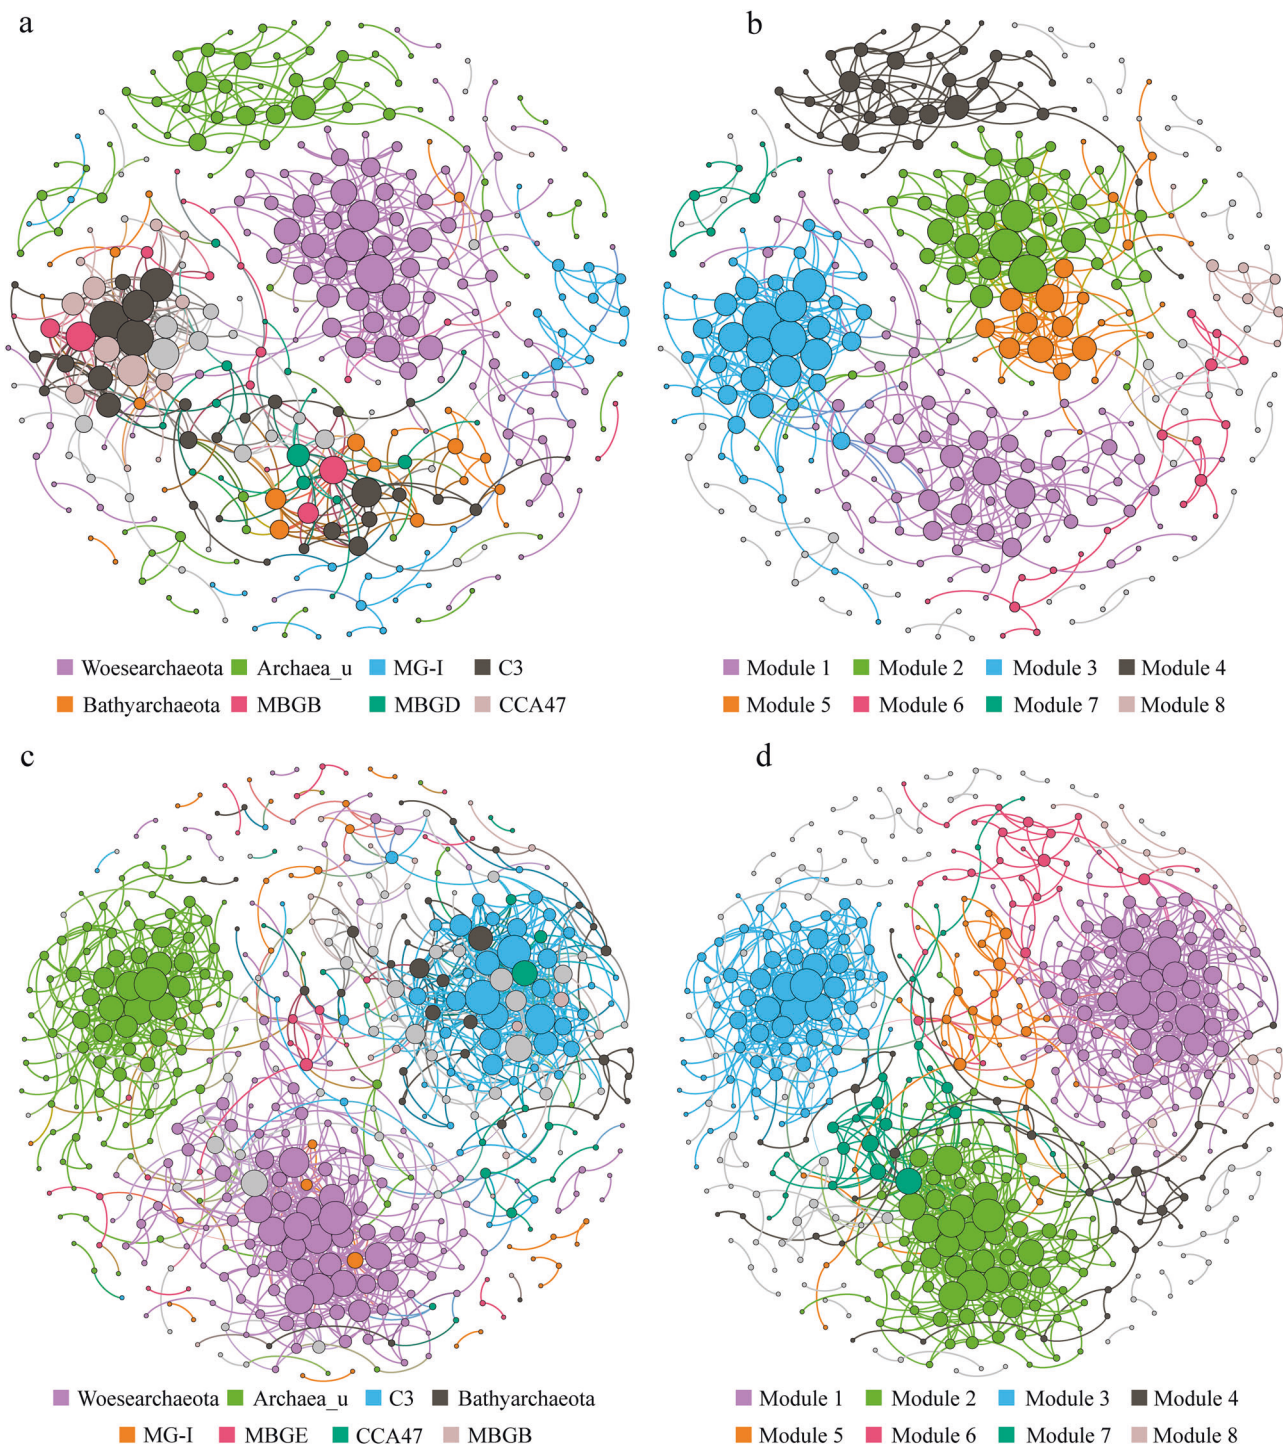 a
b
Woesearchaeota Archaea_u MG-I C3
Bathyarchaeota MBGB MBGD CCA47
Module 1 Module 2 Module 3 Module 4
Module 5 Module 6 Module 7 Module 8
c
d
Woesearchaeota Archaea_u C3 Bathyarchaeota
MG-I MBGE CCA47 MBGB
Module 1 Module 2 Module 3 Module 4
Module 5 Module 6 Module 7 Module 8